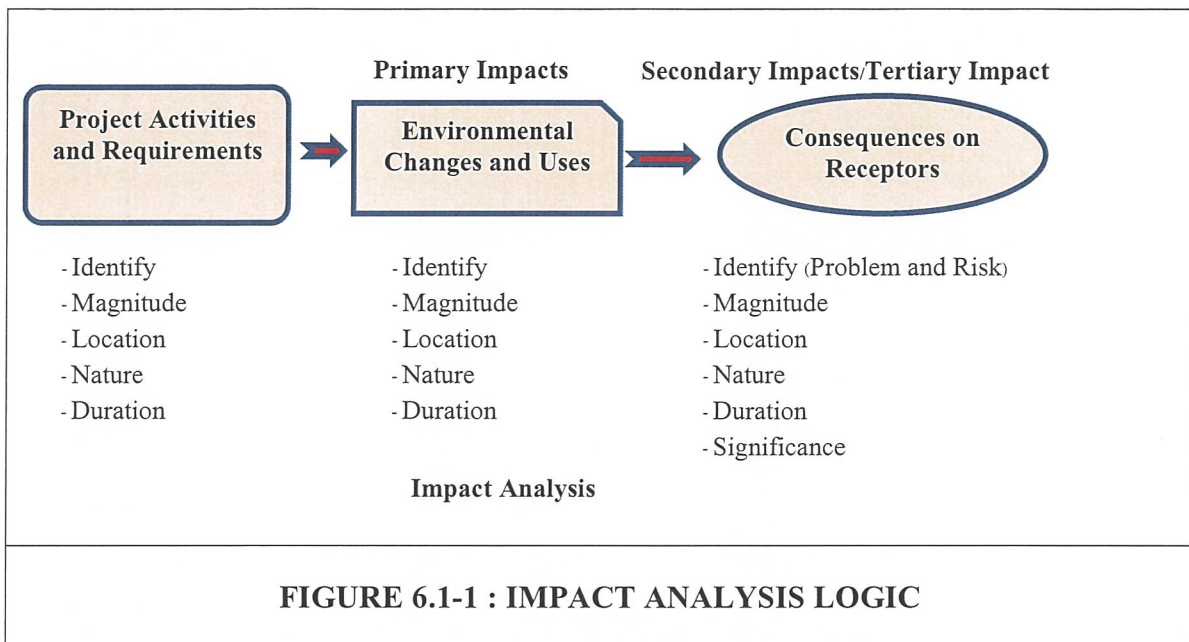 Primary Impacts
Secondary Impacts/Tertiary Impact
Project Activities
and Requirements
Environmental
Changes and Uses
Consequences on
Receptors
- Identify
- Magnitude
- Location
- Nature
- Duration
- Identify
- Magnitude
- Location
- Nature
- Duration
- Identify (Problem and Risk)
- Magnitude
- Location
- Nature
- Duration
- Significance
Impact Analysis
FIGURE 6.1-1 : IMPACT ANALYSIS LOGIC